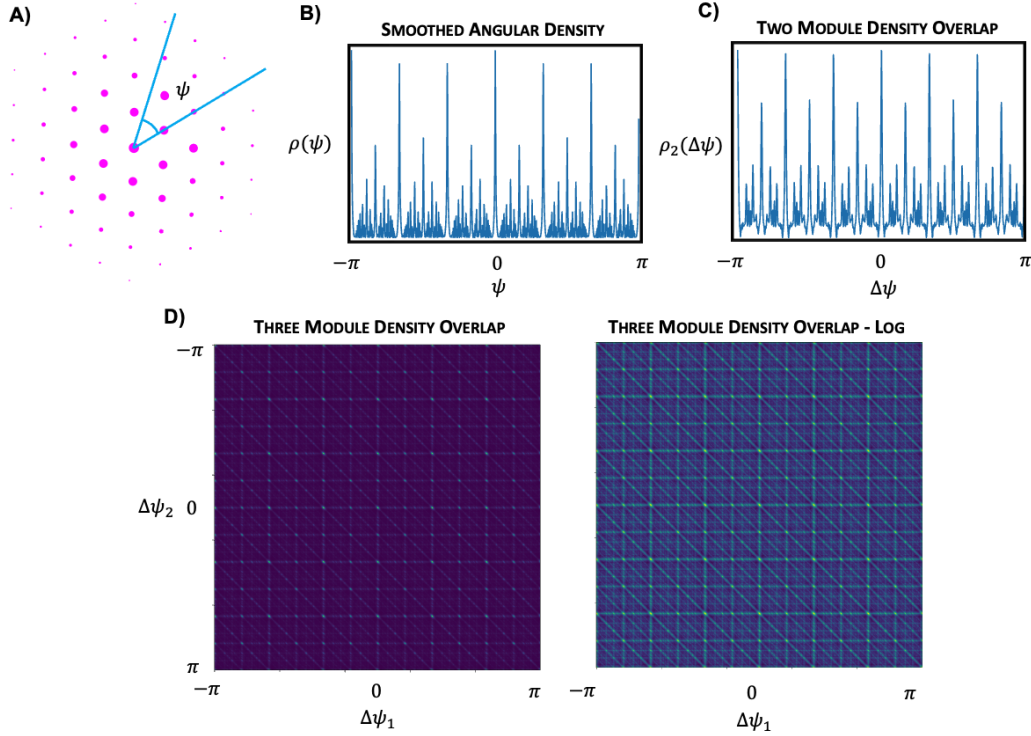 A)
ψ
B)
SMOOTHED ANGULAR DENSITY
ρ(ψ)
−π
0
π
ψ
C)
TWO MODULE DENSITY OVERLAP
ρ₂(Δψ)
−π
0
π
Δψ
D)
THREE MODULE DENSITY OVERLAP
−π
Δψ₂
0
π
−π
0
π
Δψ₁
THREE MODULE DENSITY OVERLAP - LOG
−π
0
π
Δψ₁